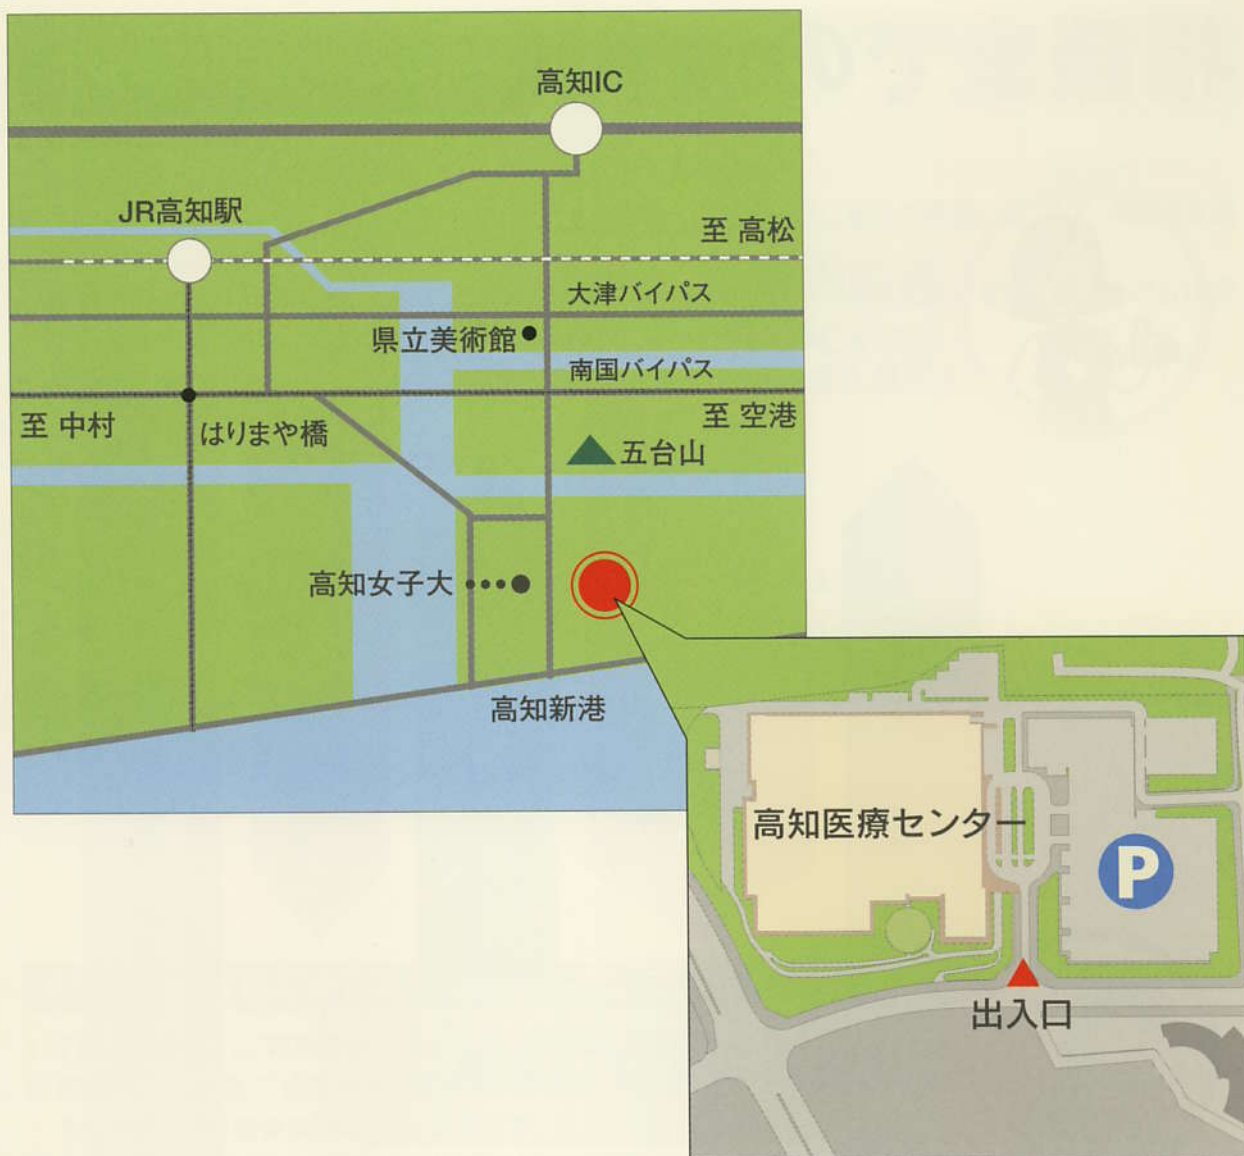 高知IC
JR高知駅
至 高松
大津バイパス
県立美術館
南国バイパス
至 中村
はりまや橋
至 空港
五台山
高知女子大
高知新港
高知医療センター
P
出入口